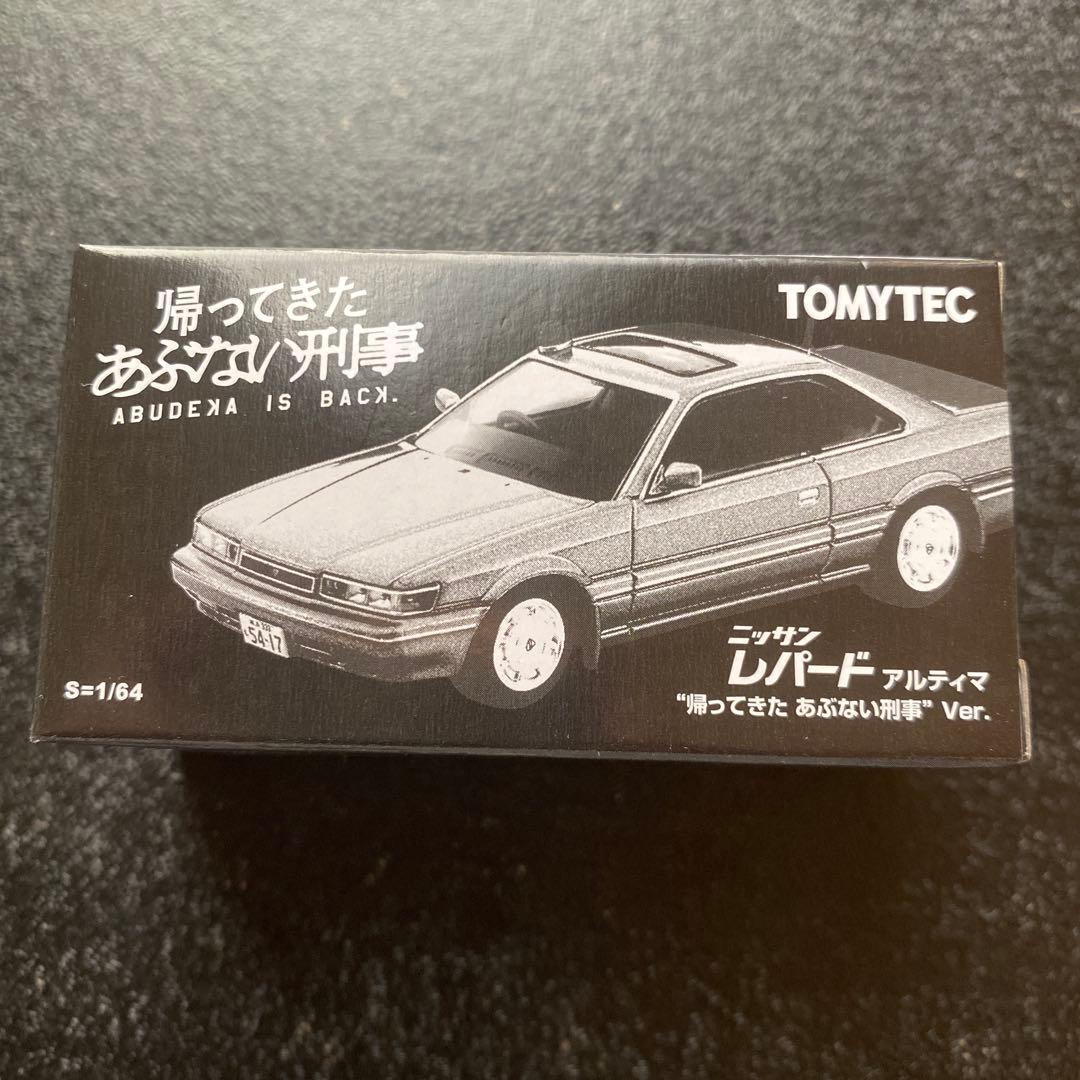 帰ってきた
あぶない刑事
ABUDEKA IS BACK.
TOMYTEC
54-17
S=1/64
ニッサン
レパード アルティマ
“帰ってきた あぶない刑事” Ver.